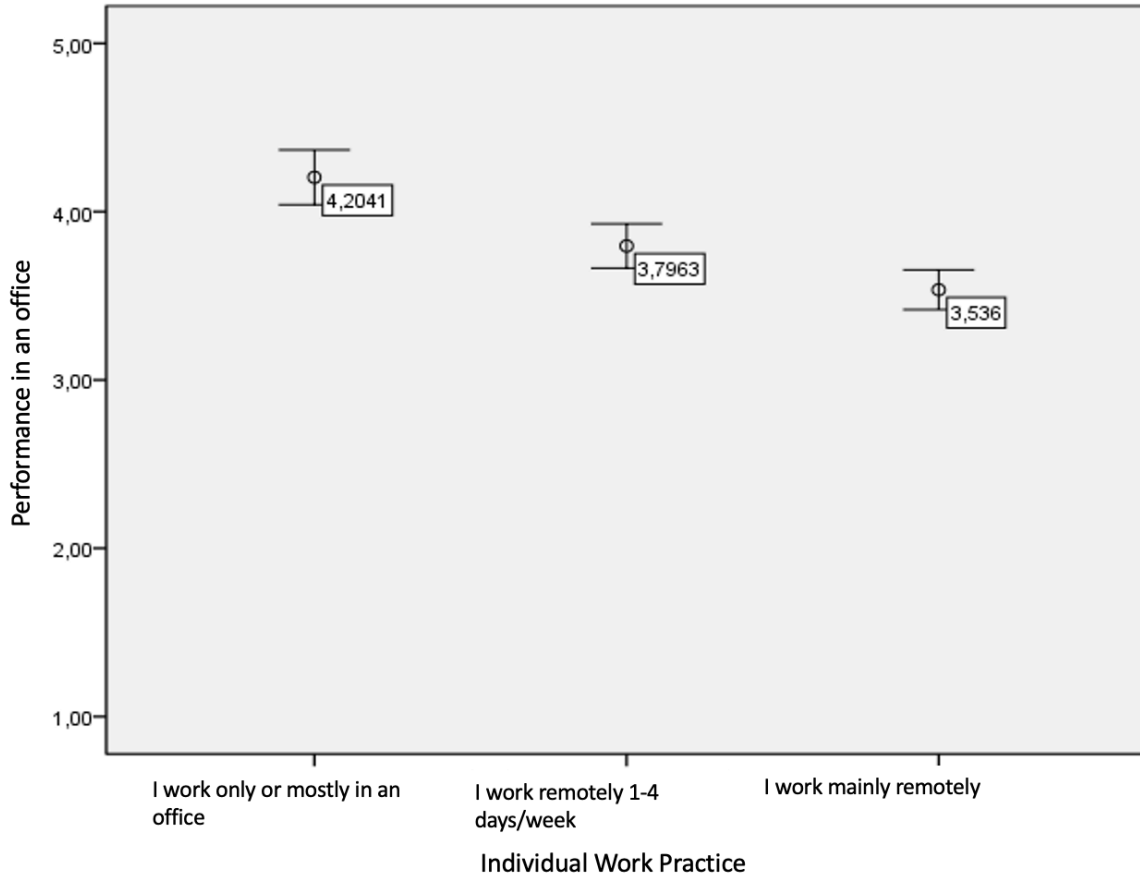 5,00
4,00
3,00
2,00
1,00
Performance in an office
4,2041
3,7963
3,536
I work only or mostly in an
office
I work remotely 1-4
days/week
I work mainly remotely
Individual Work Practice